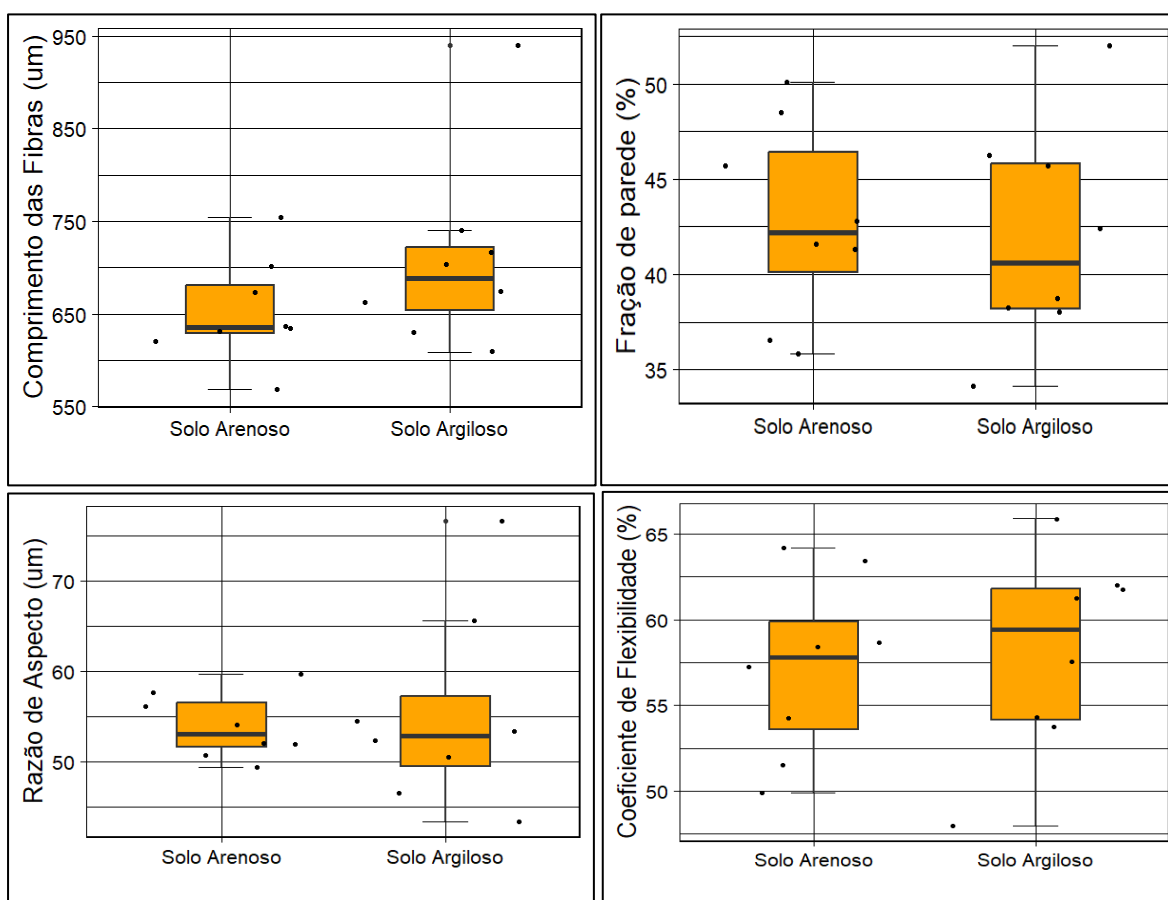 Comprimento das Fibras (um)
950
850
750
650
550
Solo Arenoso
Solo Argiloso
Fração de parede (%)
50
45
40
35
Solo Arenoso
Solo Argiloso
Razão de Aspecto (um)
70
60
50
Solo Arenoso
Solo Argiloso
Coeficiente de Flexibilidade (%)
65
60
55
50
Solo Arenoso
Solo Argiloso